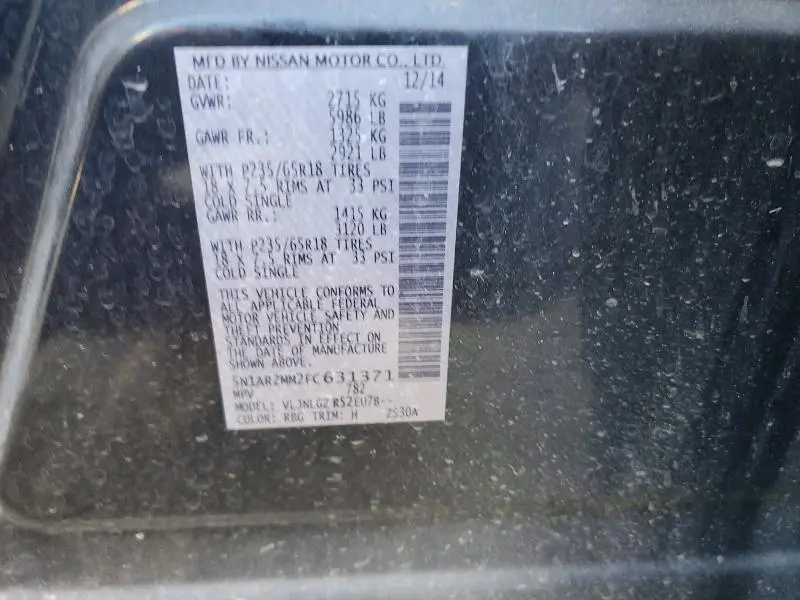 MFD BY NISSAN MOTOR CO., LTD
DATE: 12/14
GVWR: 2715 KG
5986 LB
GAWR FR.: 1325 KG
2921 LB
WITH P235/65R18 TIRES
18 X 7.5 RIMS AT 33 PSI
COLD SINGLE
GAWR RR.: 1415 KG
3120 LB
WITH P235/65R18 TIRES
18 X 7.5 RIMS AT 33 PSI
COLD SINGLE
THIS VEHICLE CONFORMS TO
ALL APPLICABLE FEDERAL
MOTOR VEHICLE SAFETY AND
THEFT PREVENTION
STANDARDS IN EFFECT ON
THE DATE OF MANUFACTURE
SHOWN ABOVE.
5N1AR2MM2FC631371
MPV 782
MODEL: VLJNLGZ R52EU78--
COLOR: RBG TRIM: H ZS30A